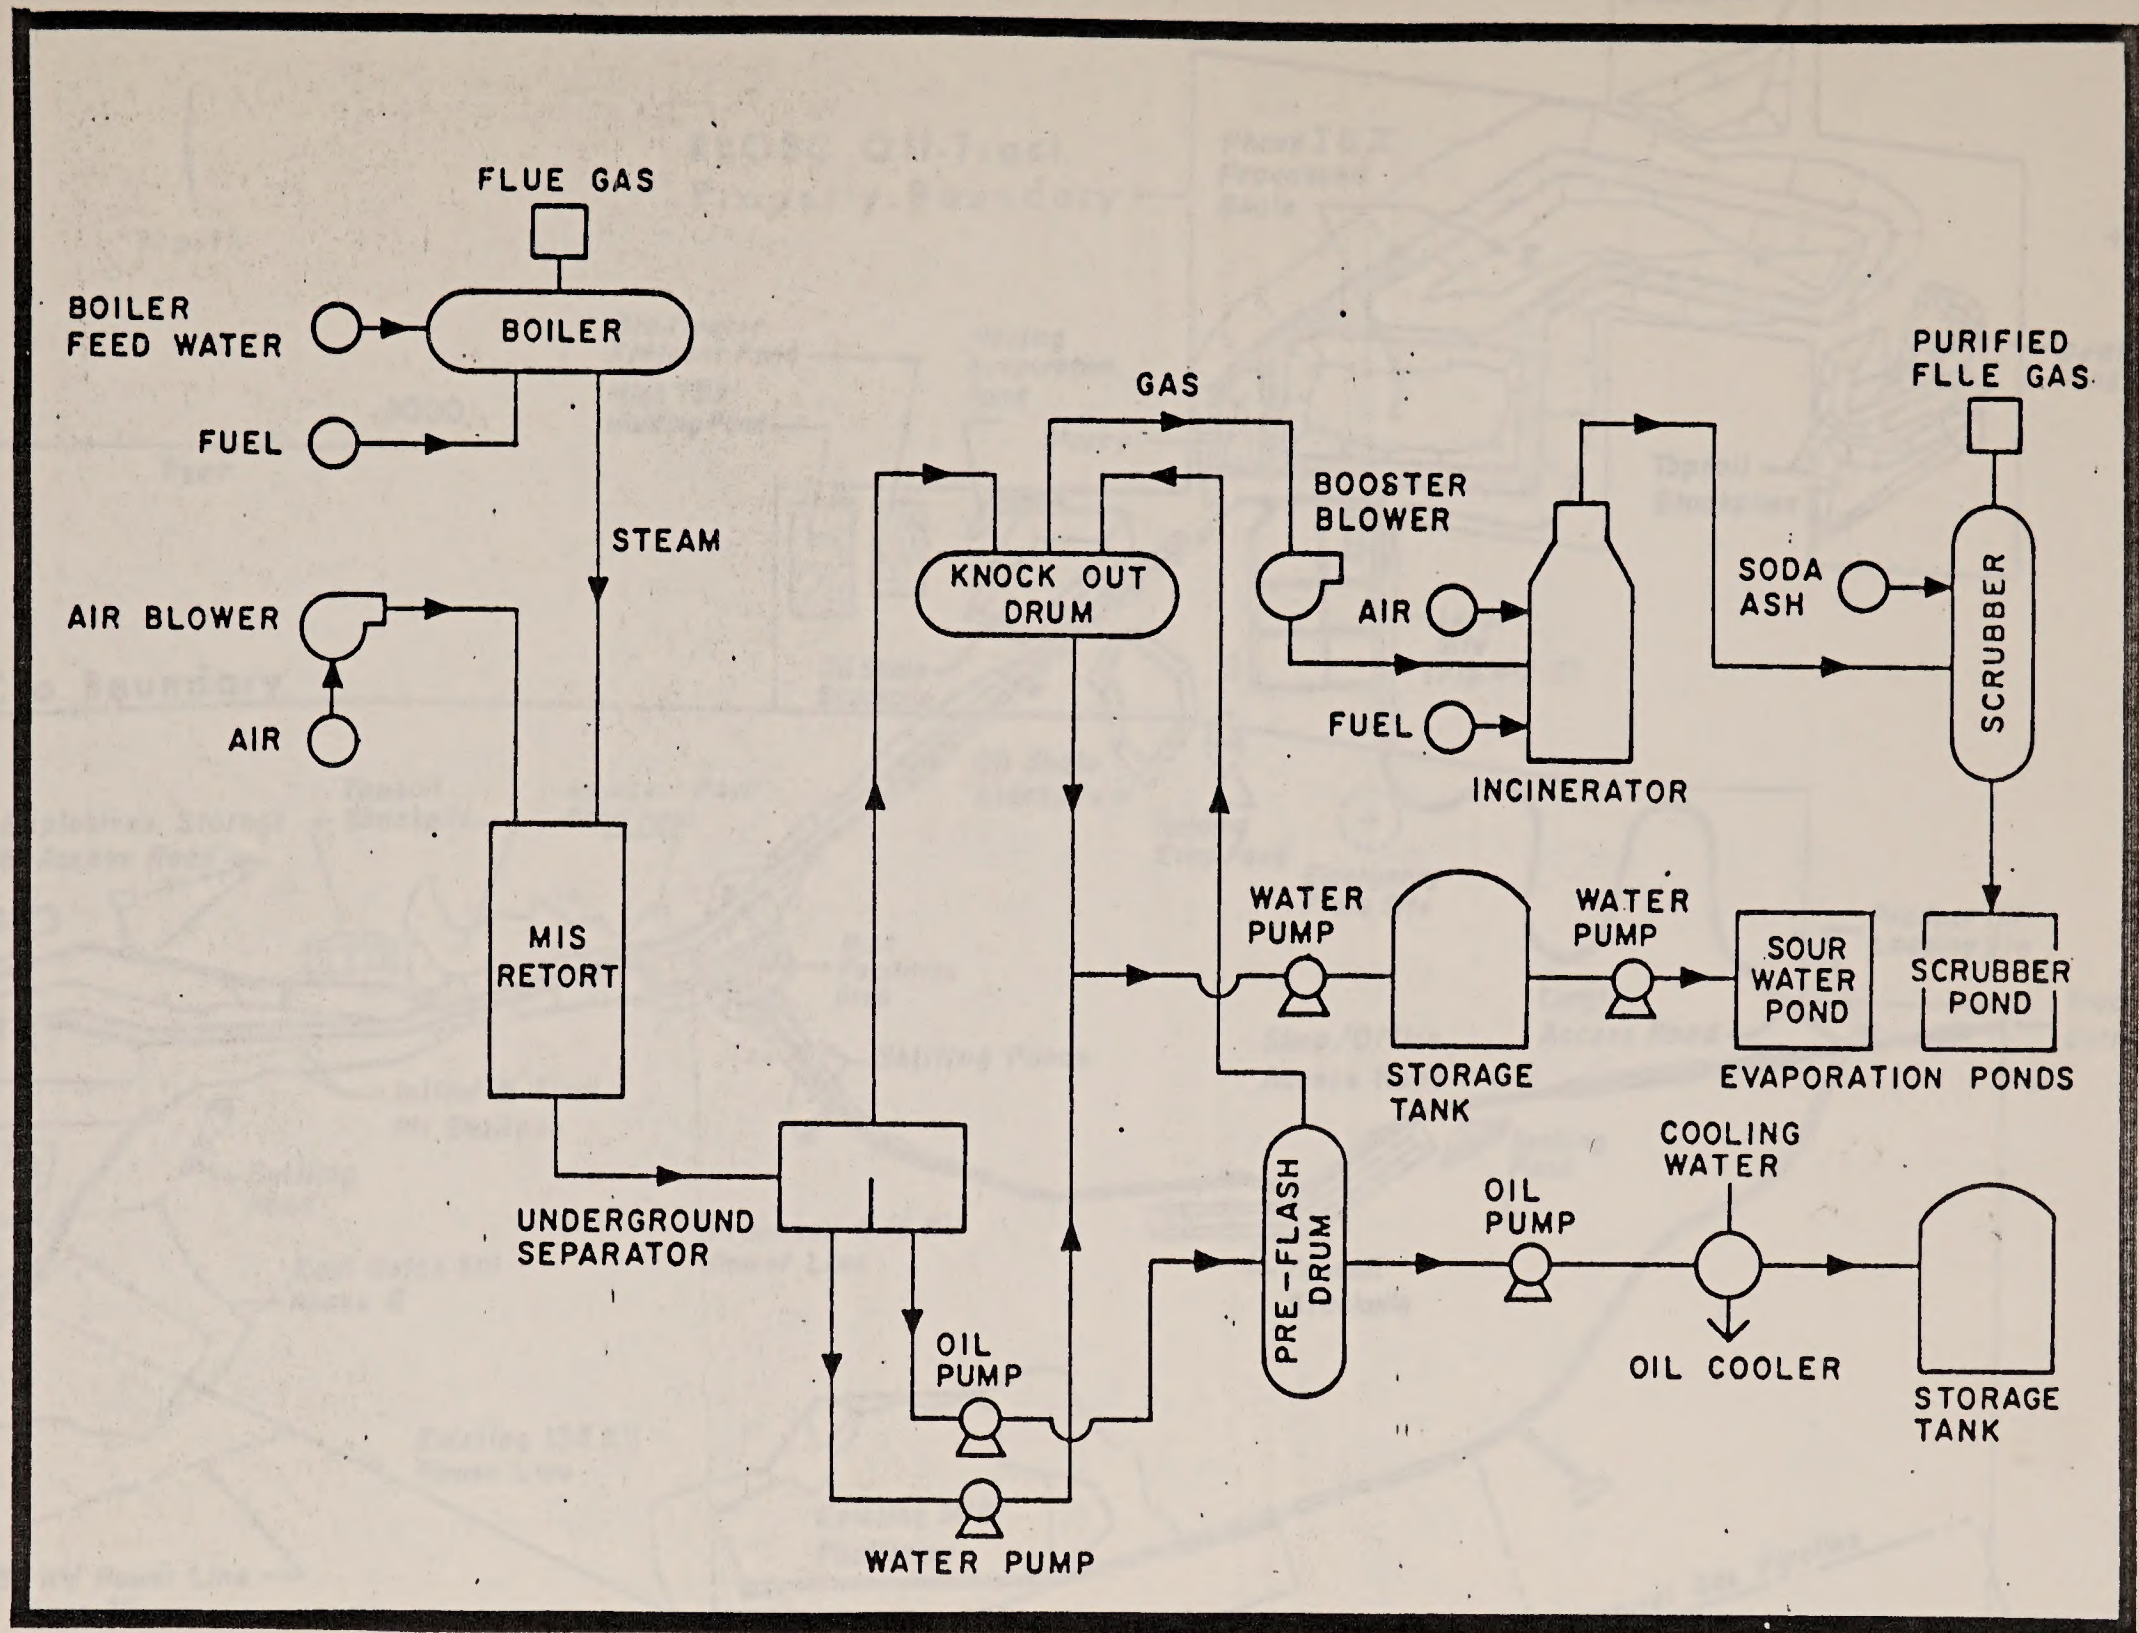 FLUE GAS
BOILER
FEED WATER
BOILER
FUEL
STEAM
AIR BLOWER
AIR
MIS
RETORT
UNDERGROUND
SEPARATOR
GAS
KNOCK OUT
DRUM
BOOSTER
BLOWER
AIR
FUEL
INCINERATOR
PURIFIED
FLLE GAS
SODA
ASH
SCRUBBER
WATER
PUMP
STORAGE
TANK
WATER
PUMP
SOUR
WATER
POND
SCRUBBER
POND
EVAPORATION PONDS
OIL
PUMP
WATER PUMP
PRE-FLASH
DRUM
OIL
PUMP
COOLING
WATER
OIL COOLER
STORAGE
TANK